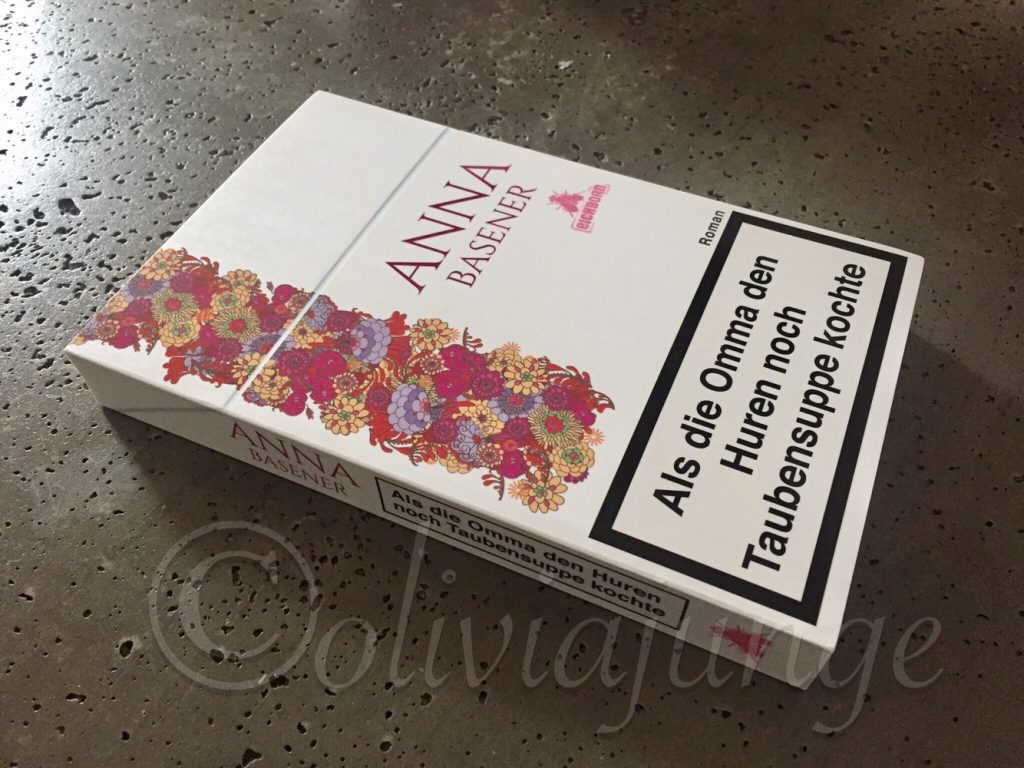 ANNA
BASENER
eichborn
Roman
Als die Omma den
Huren noch
Taubensuppe kochte
ANNA
BASENER
Als die Omma den Huren
noch Taubensuppe kochte
©oliviajunge